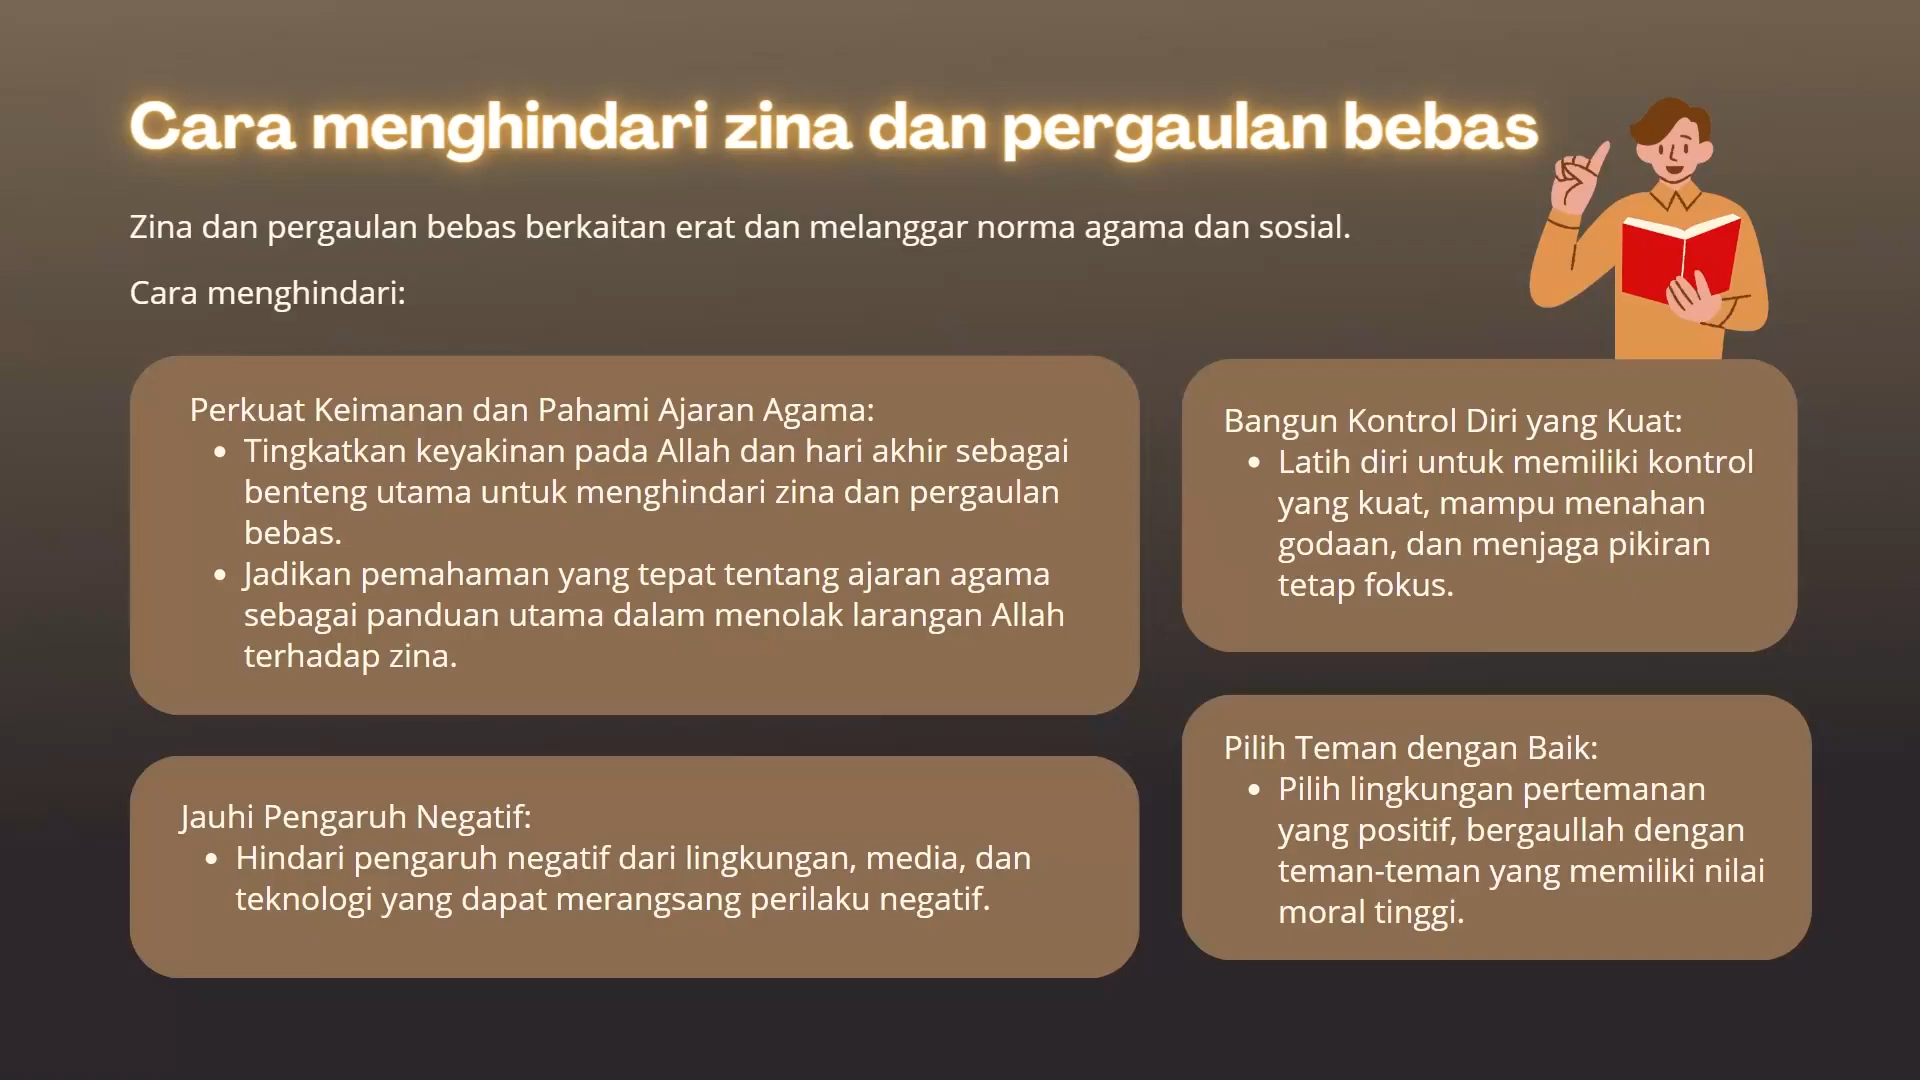 Cara menghindari zina dan pergaulan bebas
Zina dan pergaulan bebas berkaitan erat dan melanggar norma agama dan sosial.
Cara menghindari:
Perkuat Keimanan dan Pahami Ajaran Agama:
• Tingkatkan keyakinan pada Allah dan hari akhir sebagai
benteng utama untuk menghindari zina dan pergaulan
bebas.
• Jadikan pemahaman yang tepat tentang ajaran agama
sebagai panduan utama dalam menolak larangan Allah
terhadap zina.
Jauhi Pengaruh Negatif:
• Hindari pengaruh negatif dari lingkungan, media, dan
teknologi yang dapat merangsang perilaku negatif.
Bangun Kontrol Diri yang Kuat:
• Latih diri untuk memiliki kontrol
yang kuat, mampu menahan
godaan, dan menjaga pikiran
tetap fokus.
Pilih Teman dengan Baik:
• Pilih lingkungan pertemanan
yang positif, bergaullah dengan
teman-teman yang memiliki nilai
moral tinggi.